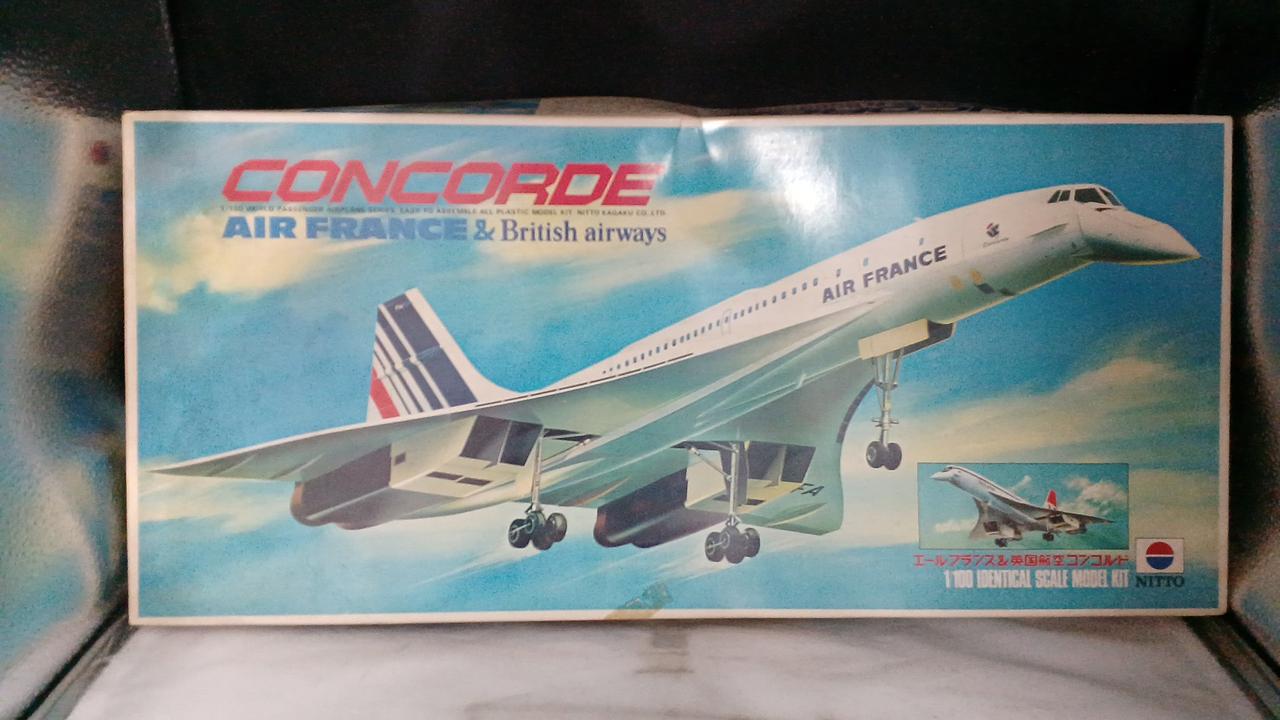 CONCORDE
1/100 WORLD PASSENGER AIRPLANE SERIES. EASY TO ASSEMBLE ALL PLASTIC MODEL KIT. NITTO KAGAKU CO.,LTD.
AIR FRANCE & British airways
AIR FRANCE
Concorde
FA
エールフランス&英国航空コンコルド
1/100 IDENTICAL SCALE MODEL KIT
NITTO